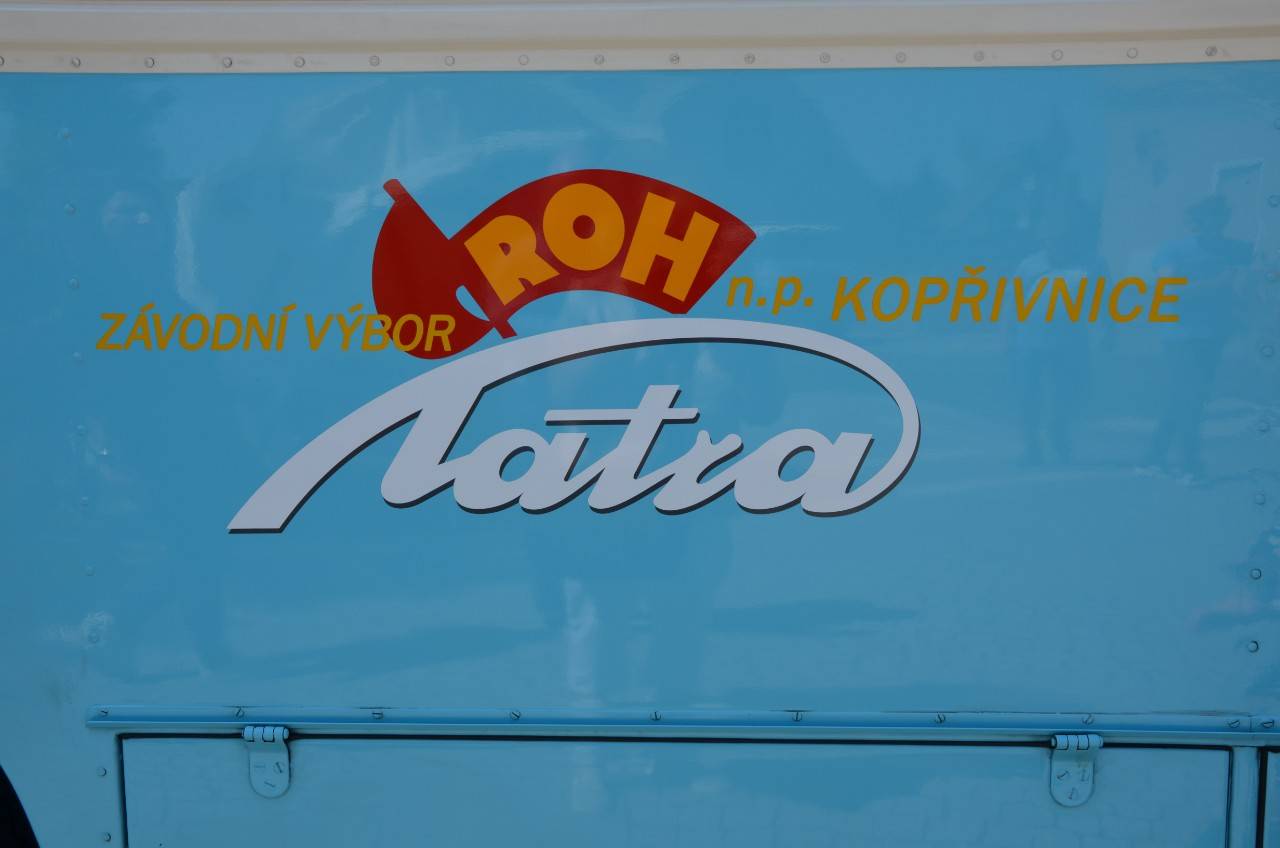 ROH
ZÁVODNÍ VÝBOR n.p. KOPŘIVNICE
Tatra